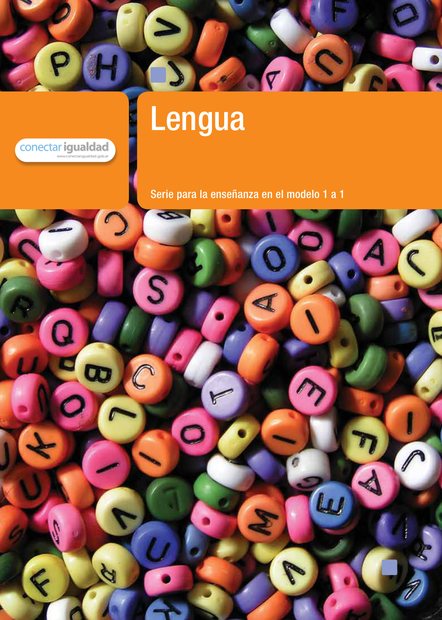 Lengua
conectar igualdad
www.conectarigualdad.gob.ar
Serie para la enseñanza en el modelo 1 a 1